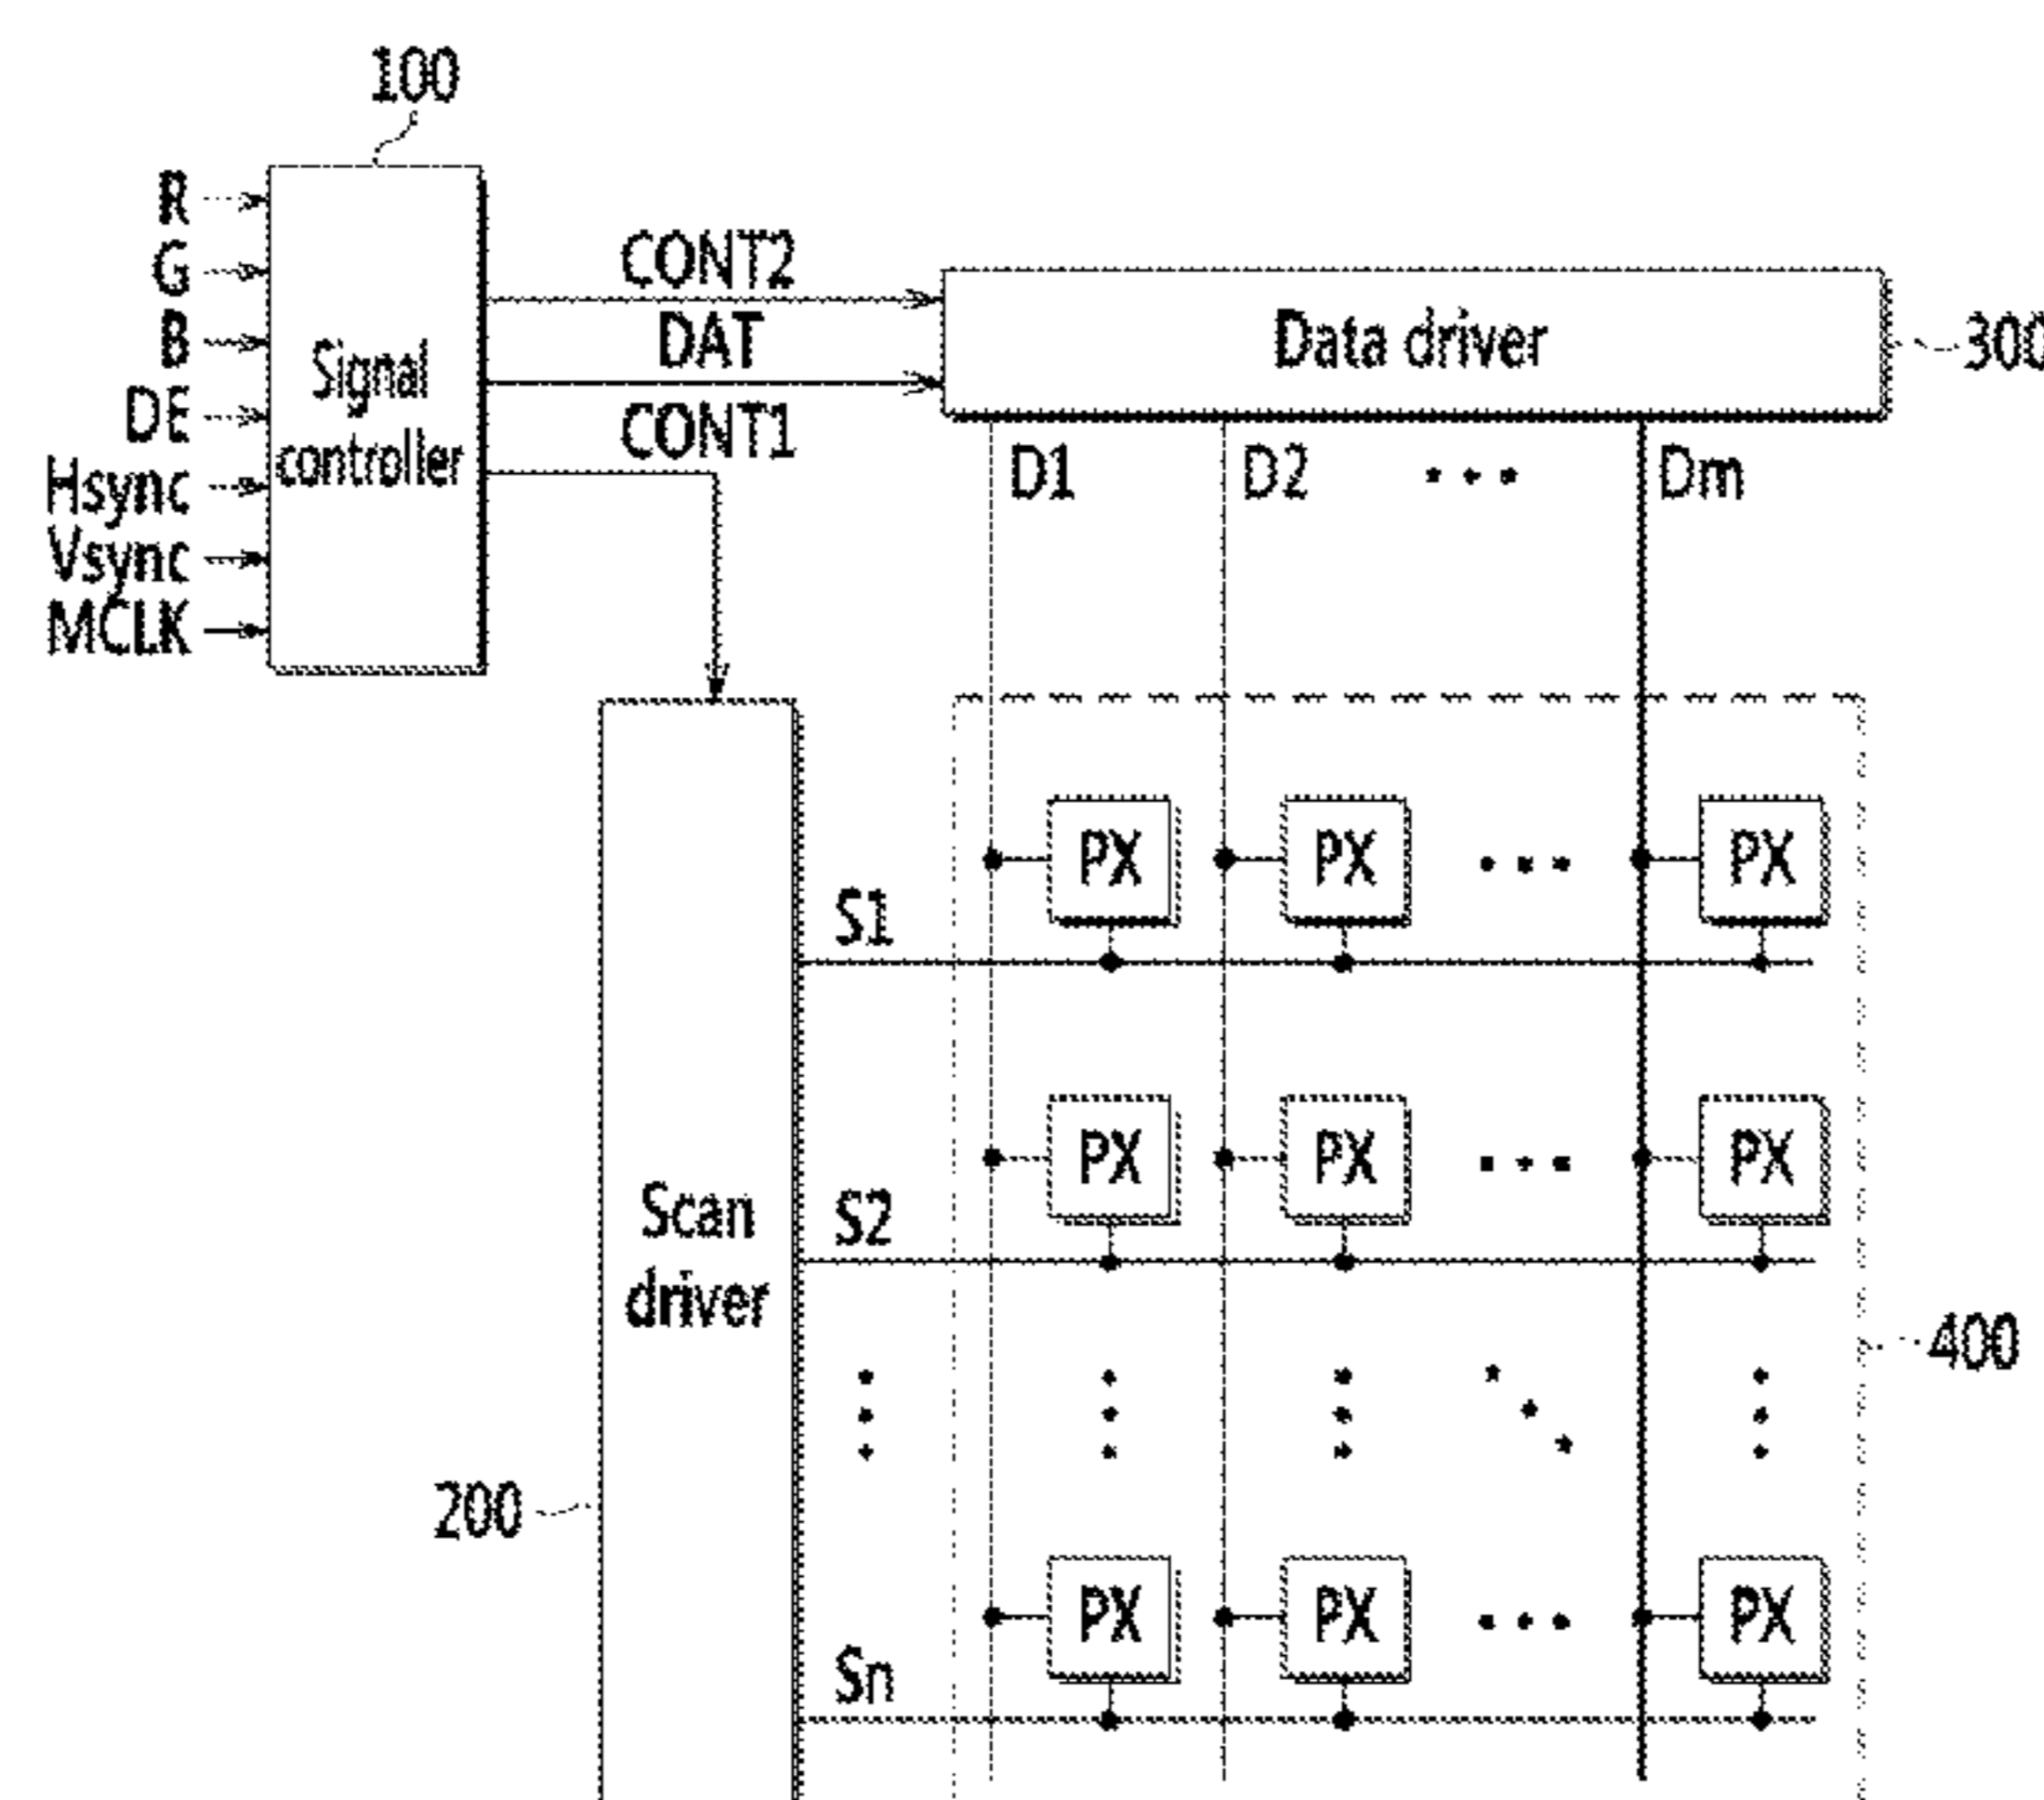 100
R
G
B
DE
Hsync
Vsync
MCLK
Signal
controller
CONT2
DAT
CONT1
Data driver
300
D1 D2 ... Dm
PX PX ... PX
S1
PX PX ... PX
S2
Scan
driver
400
200
PX PX ... PX
Sn